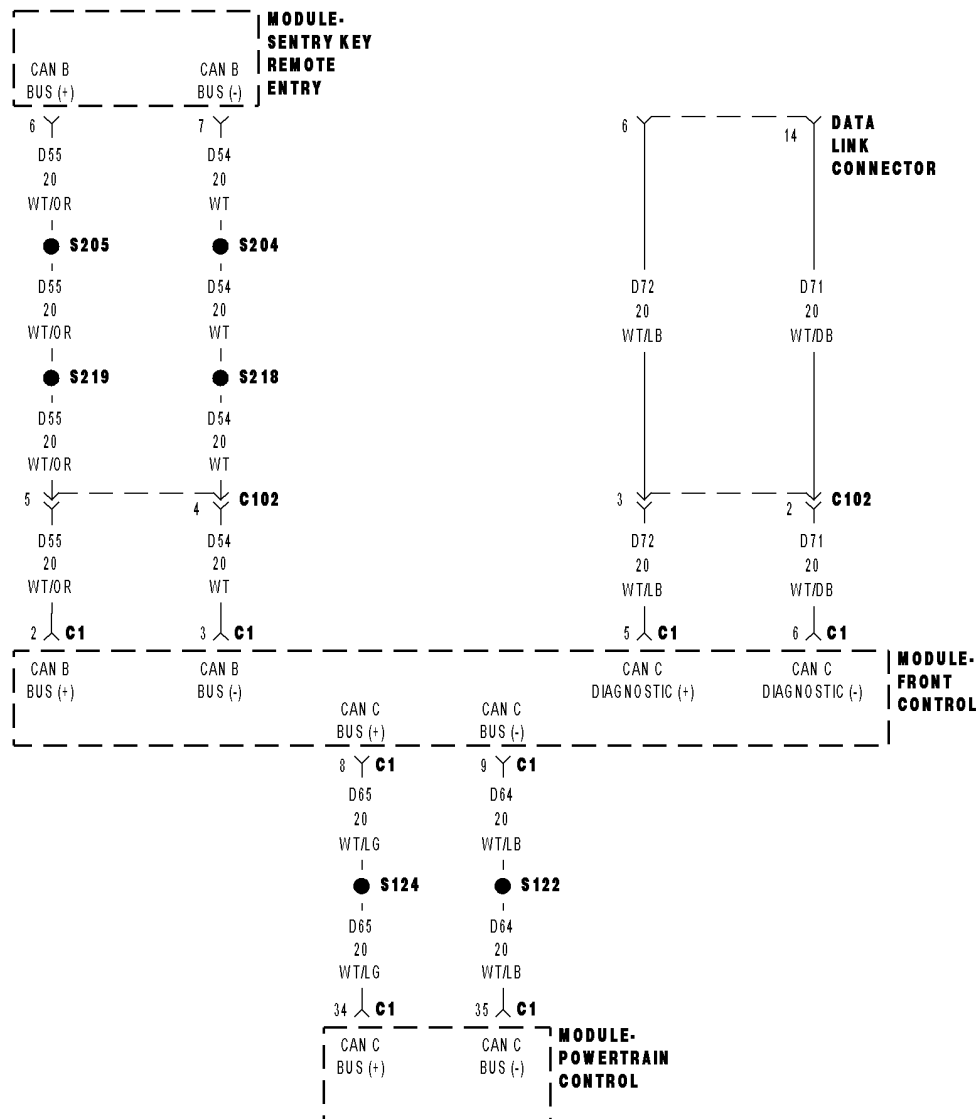 MODULE-
SENTRY KEY
REMOTE
ENTRY
CAN B CAN B
BUS (+) BUS (-)
6 7 6 14 DATA
LINK
CONNECTOR
D55 D54
20 20
WT/OR WT
S205 S204
D55 D54 D72 D71
20 20 20 20
WT/OR WT WT/LB WT/DB
S219 S218
D55 D54
20 20
WT/OR WT
5 4 C102 3 2 C102
D55 D54 D72 D71
20 20 20 20
WT/OR WT WT/LB WT/DB
2 C1 3 C1 5 C1 6 C1
CAN B CAN B CAN C CAN C
BUS (+) BUS (-) DIAGNOSTIC (+) DIAGNOSTIC (-)
MODULE-
FRONT
CONTROL
CAN C CAN C
BUS (+) BUS (-)
8 C1 9 C1
D65 D64
20 20
WT/LG WT/LB
S124 S122
D65 D64
20 20
WT/LG WT/LB
34 C1 35 C1
CAN C CAN C
BUS (+) BUS (-)
MODULE-
POWERTRAIN
CONTROL